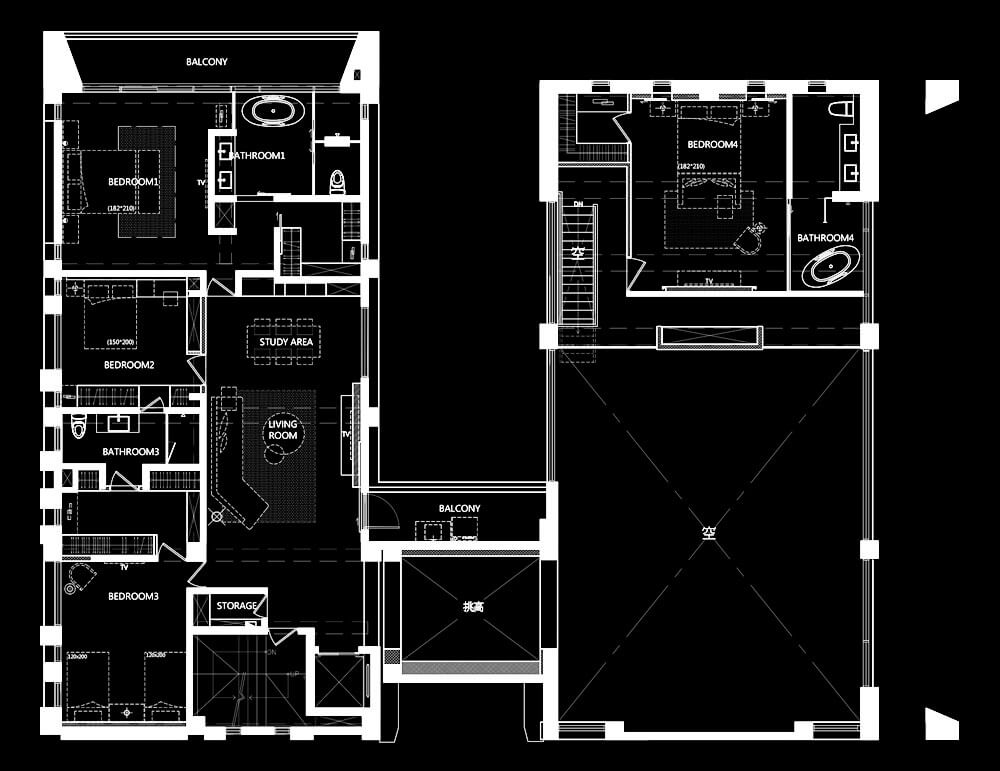 BALCONY
BATHROOM1
BEDROOM1
TV
(182*210)
BEDROOM4
(182*210)
DN
空
BATHROOM4
TV
STUDY AREA
(150*200)
BEDROOM2
LIVING
ROOM
TV
BATHROOM3
BALCONY
空
TV
BEDROOM3
STORAGE
挑高
DN
UP
120x200
120x200